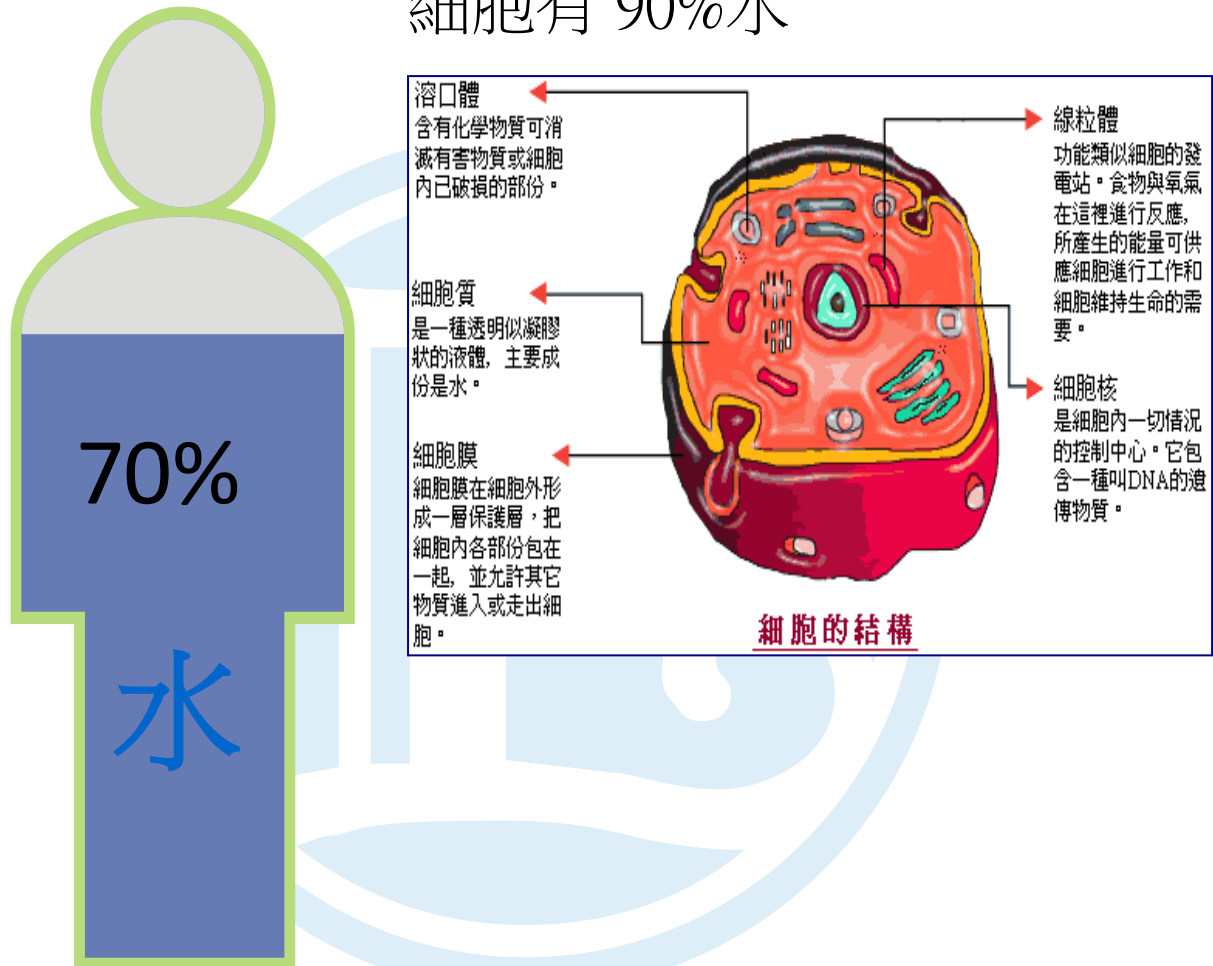 細胞有 90%水
溶口體
含有化學物質可消
滅有害物質或細胞
內已破損的部份。
細胞質
是一種透明似凝膠
狀的液體，主要成
份是水。
細胞膜
細胞膜在細胞外形
成一層保護層，把
細胞內各部份包在
一起，並允許其它
物質進入或走出細
胞。
線粒體
功能類似細胞的發
電站。食物與氧氣
在這裡進行反應，
所產生的能量可供
應細胞進行工作和
細胞維持生命的需
要。
細胞核
是細胞內一切情況
的控制中心。它包
含一種叫DNA的遺
傳物質。
細胞的結構
70%
水